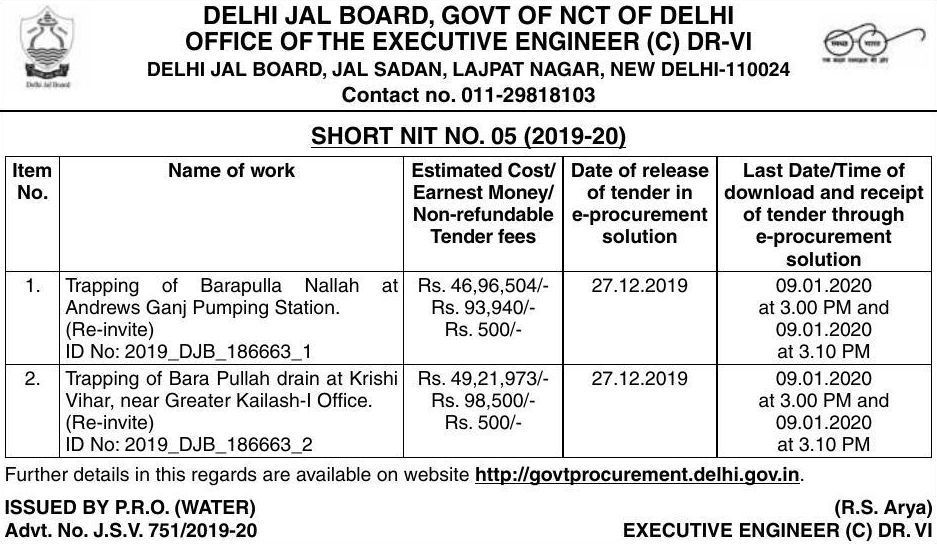 DELHI JAL BOARD, GOVT OF NCT OF DELHI
OFFICE OF THE EXECUTIVE ENGINEER (C) DR-VI
DELHI JAL BOARD, JAL SADAN, LAJPAT NAGAR, NEW DELHI-110024
Contact no. 011-29818103
Delhi Jal Board
स्वच्छ भारत
एक कदम स्वच्छता की ओर
SHORT NIT NO. 05 (2019-20)
Item
No.
Name of work
Estimated Cost/
Earnest Money/
Non-refundable
Tender fees
Date of release
of tender in
e-procurement
solution
Last Date/Time of
download and receipt
of tender through
e-procurement
solution
1.
Trapping of Barapulla Nallah at
Andrews Ganj Pumping Station.
(Re-invite)
ID No: 2019_DJB_186663_1
Rs. 46,96,504/-
Rs. 93,940/-
Rs. 500/-
27.12.2019
09.01.2020
at 3.00 PM and
09.01.2020
at 3.10 PM
2.
Trapping of Bara Pullah drain at Krishi
Vihar, near Greater Kailash-I Office.
(Re-invite)
ID No: 2019_DJB_186663_2
Rs. 49,21,973/-
Rs. 98,500/-
Rs. 500/-
27.12.2019
09.01.2020
at 3.00 PM and
09.01.2020
at 3.10 PM
Further details in this regards are available on website http://govtprocurement.delhi.gov.in.
ISSUED BY P.R.O. (WATER)
Advt. No. J.S.V. 751/2019-20
(R.S. Arya)
EXECUTIVE ENGINEER (C) DR. VI